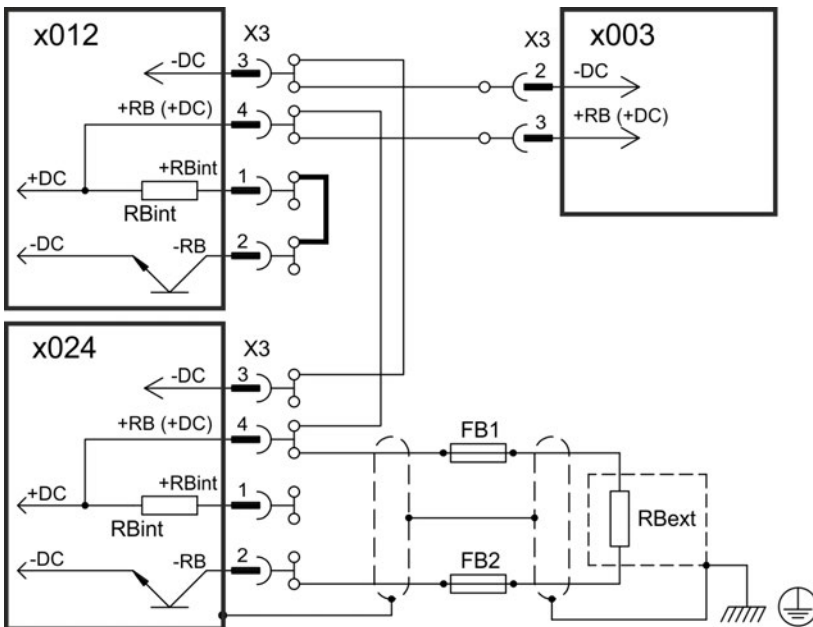 x012
X3
-DC
3
+RB (+DC)
4
+DC
+RBint
1
RBint
-DC
-RB
2
X3
x003
2
-DC
3
+RB (+DC)
x024
X3
-DC
3
+RB (+DC)
4
+DC
+RBint
1
RBint
-DC
-RB
2
FB1
FB2
RBext